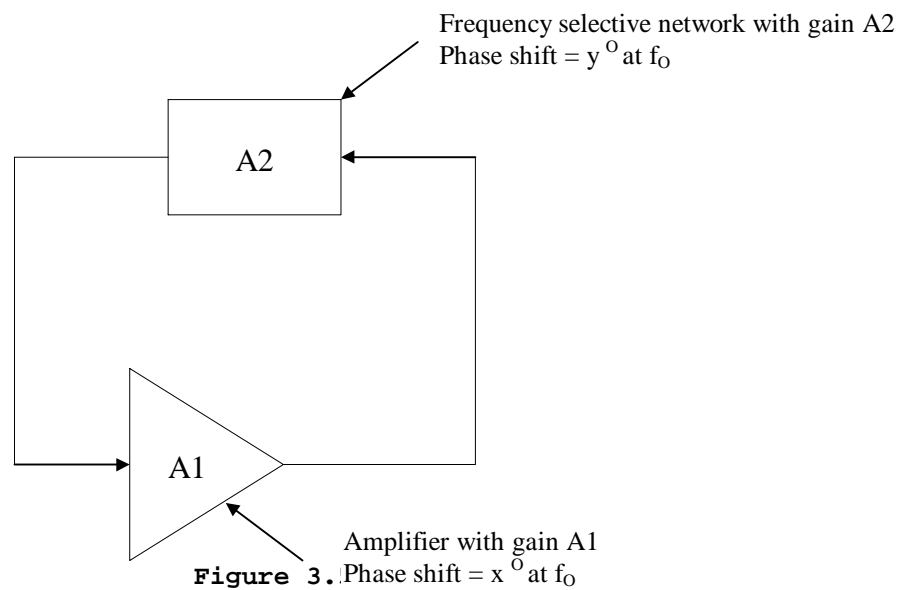 Frequency selective network with gain A2
Phase shift = y O at fO
A2
A1
Amplifier with gain A1
Figure 3.
Phase shift = x O at fO